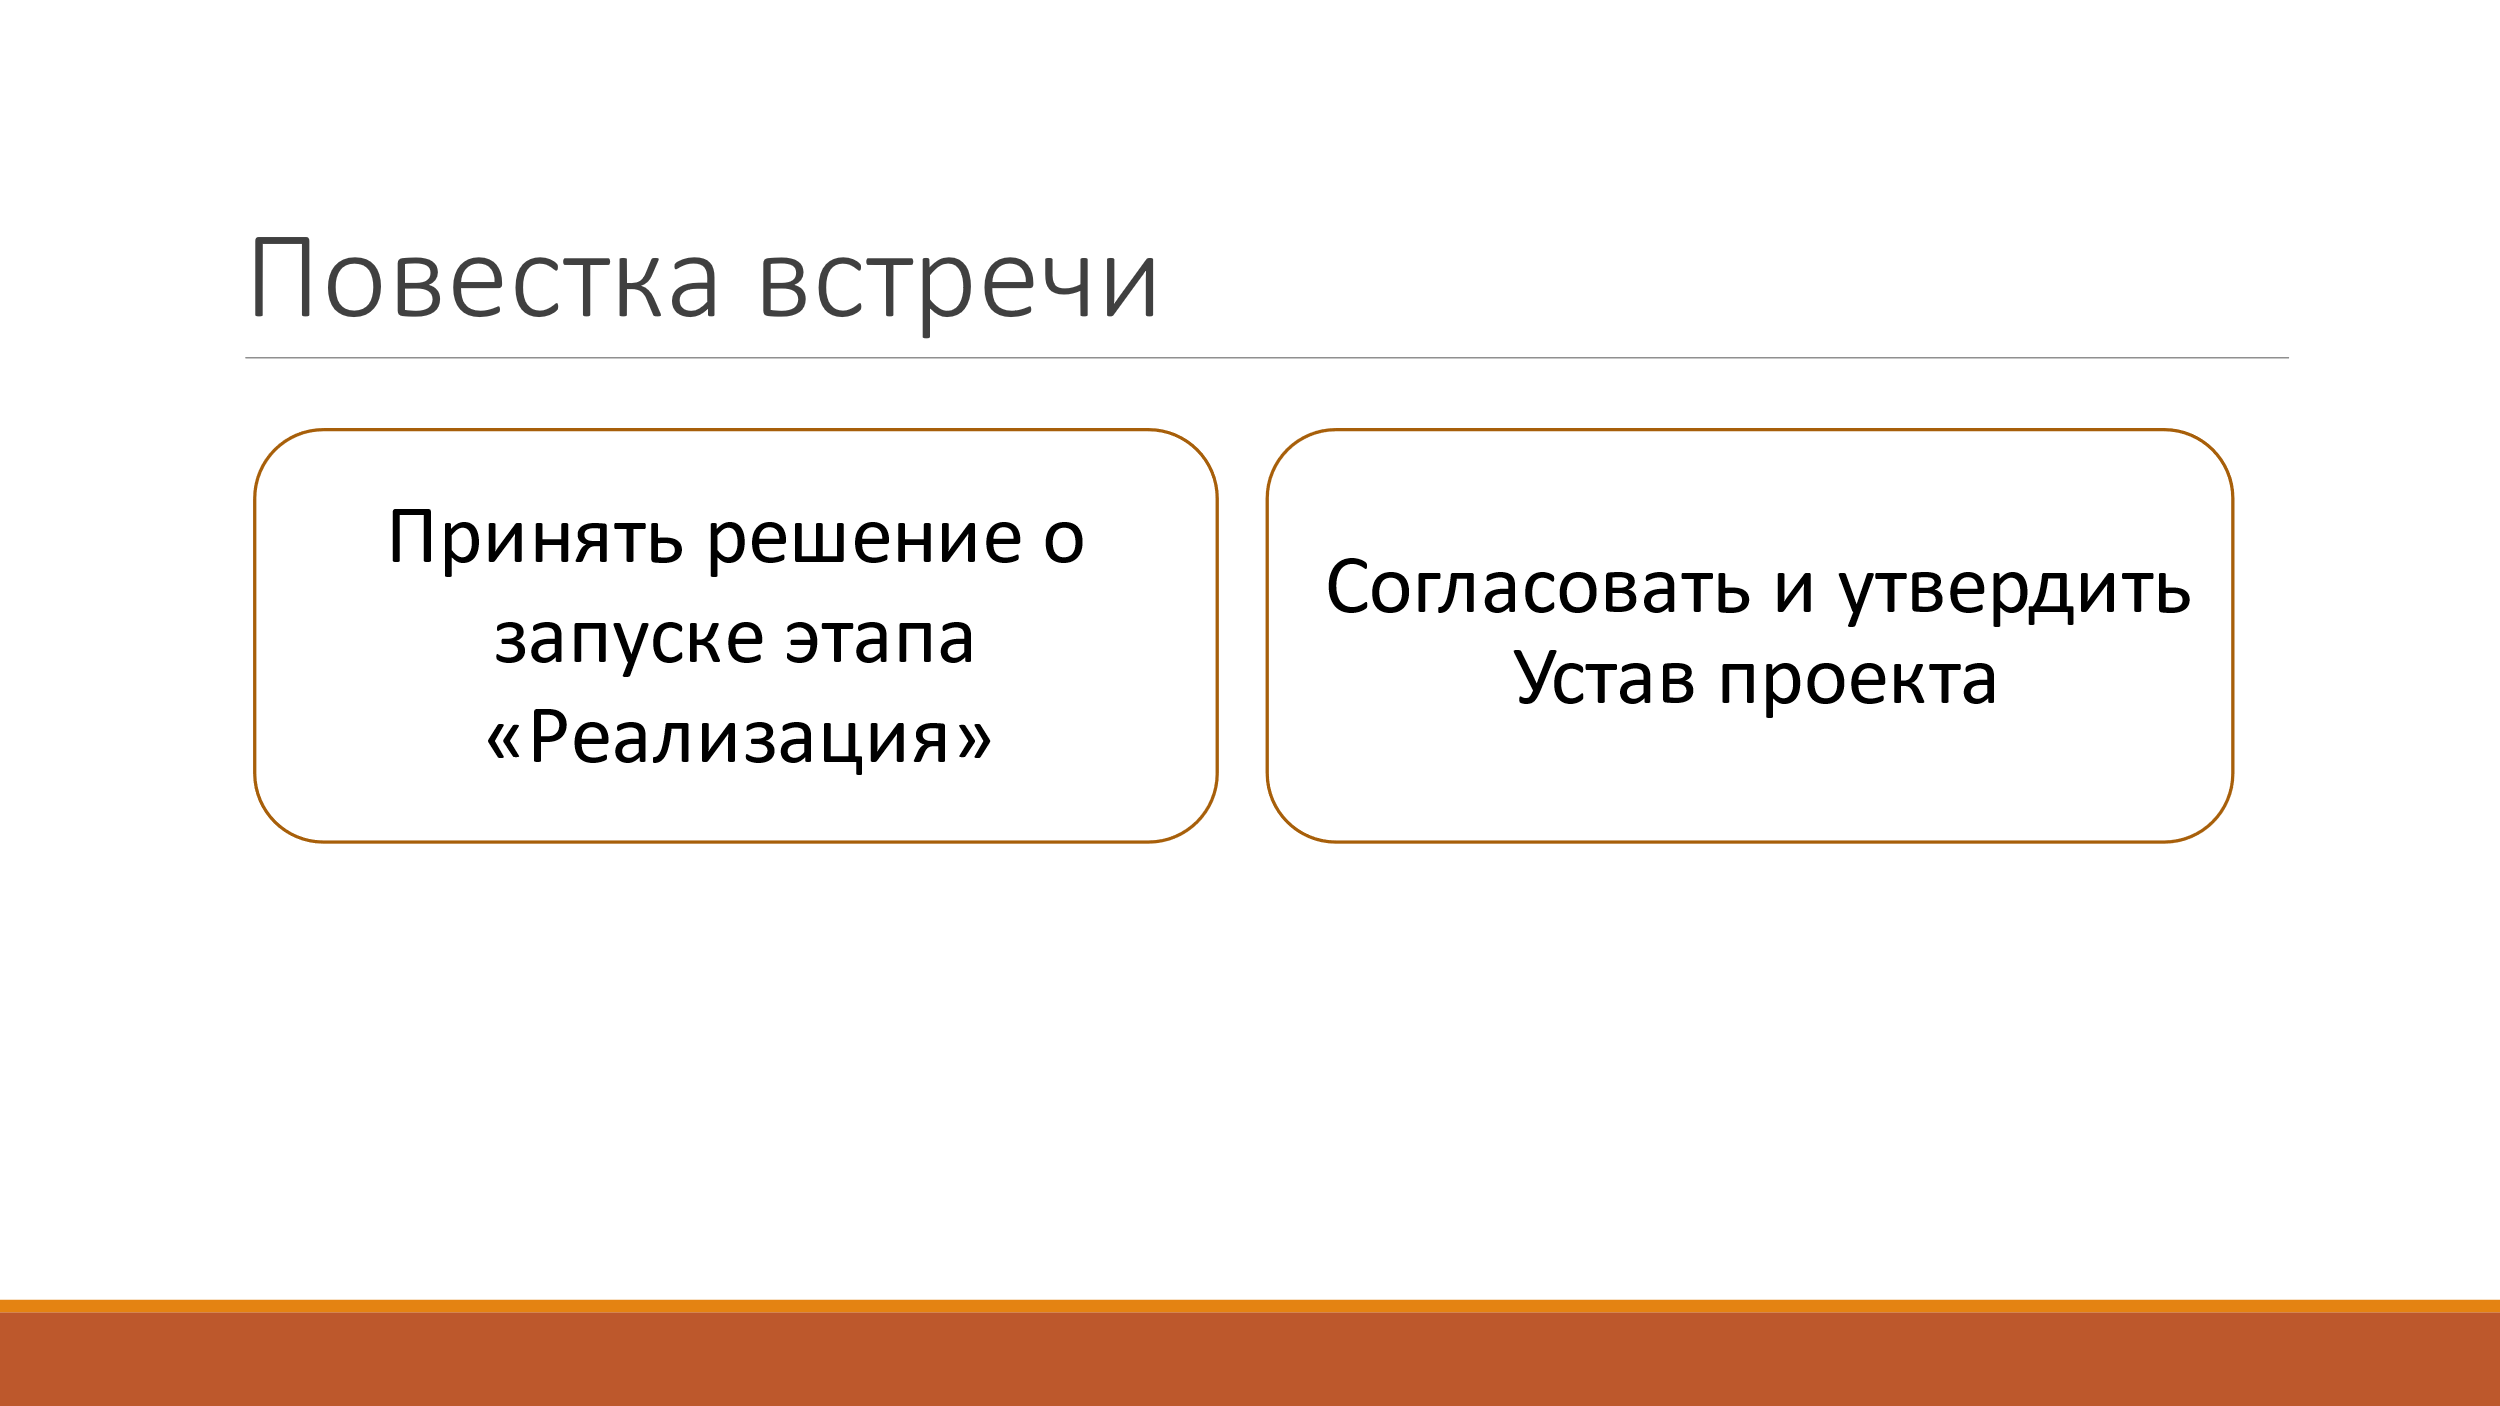 Повестка встречи
Принять решение о
запуске этапа
«Реализация»
Согласовать и утвердить
Устав проекта